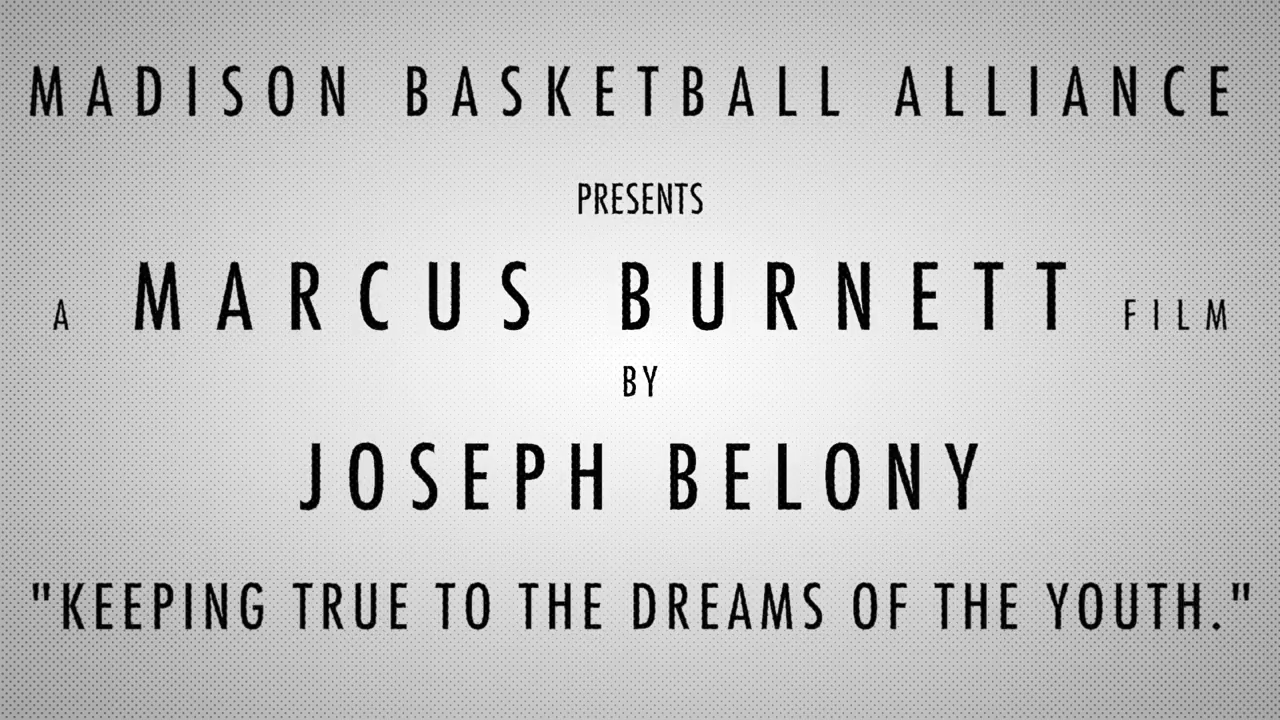 MADISON BASKETBALL ALLIANCE
PRESENTS
A MARCUS BURNETT FILM
BY
JOSEPH BELONY
"KEEPING TRUE TO THE DREAMS OF THE YOUTH."